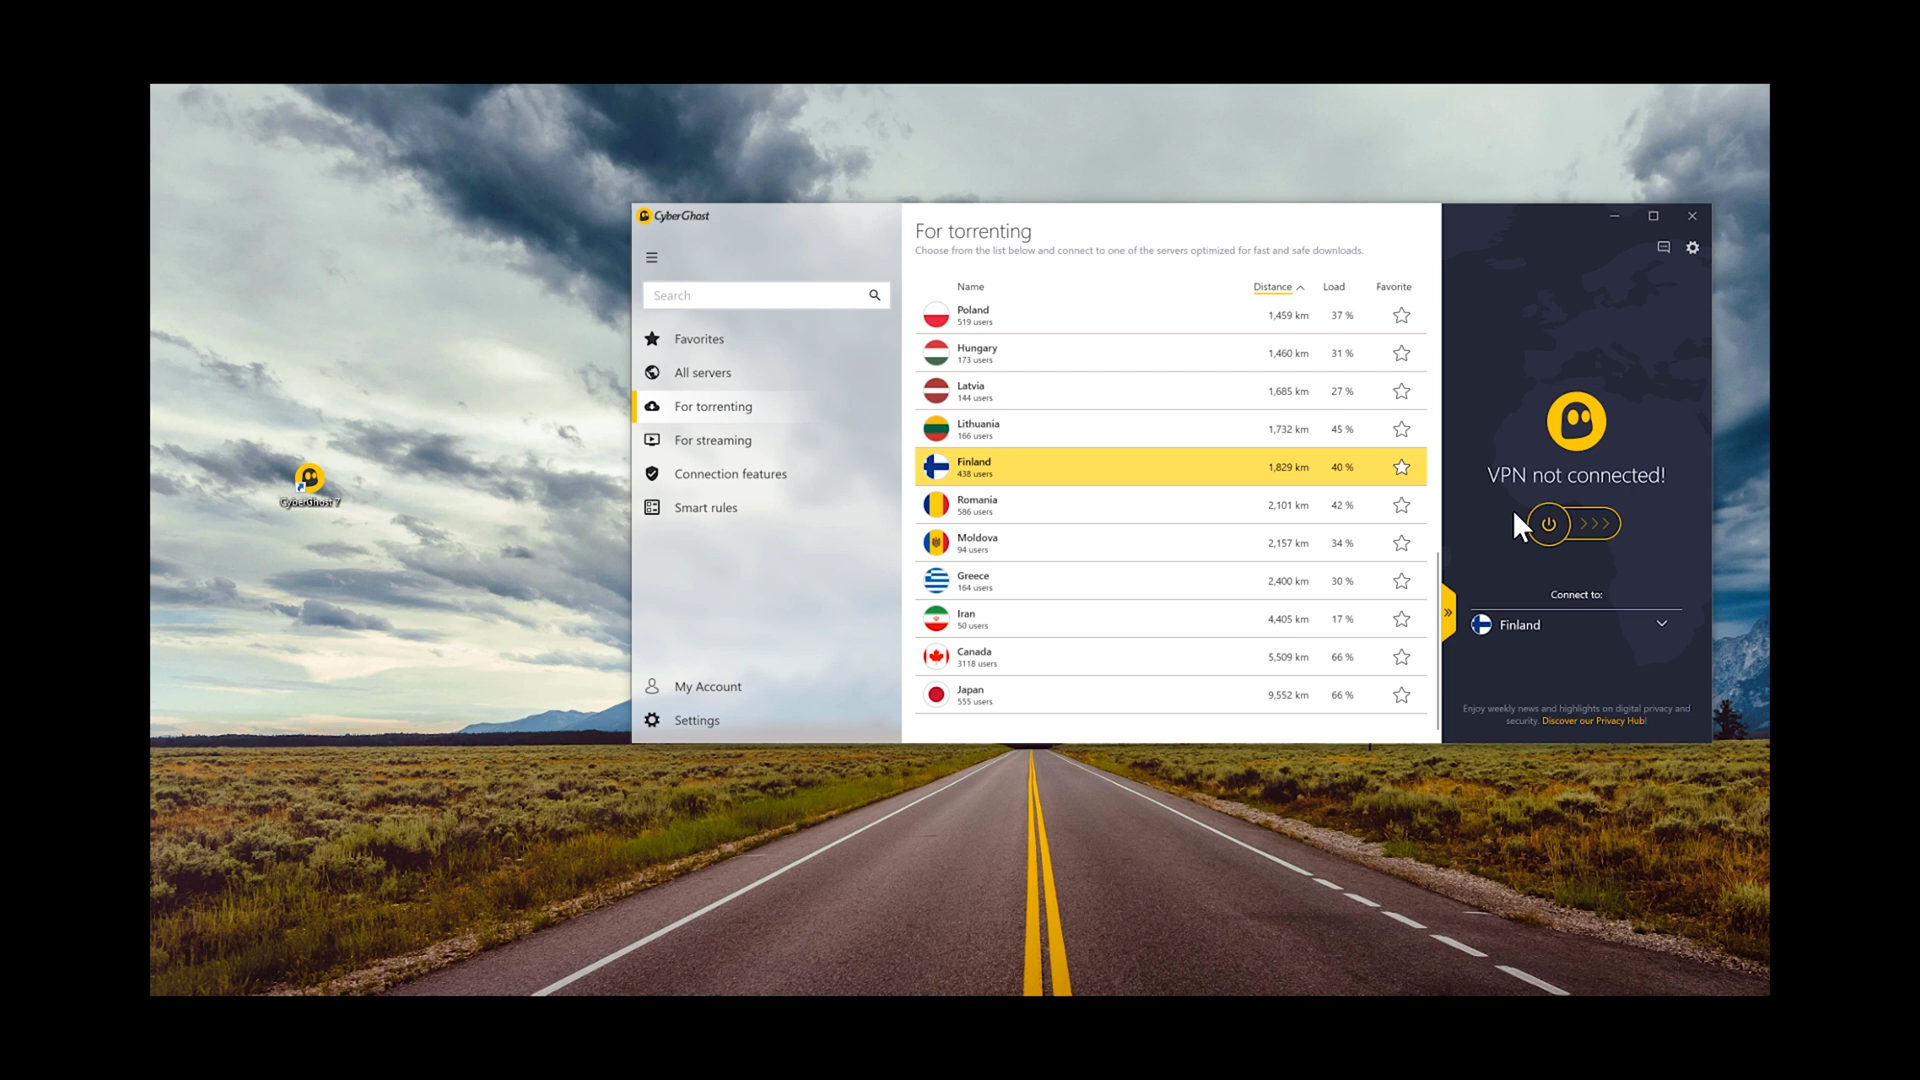 CyberGhost
Search
Favorites
All servers
For torrenting
For streaming
Connection features
Smart rules
My Account
Settings
For torrenting
Choose from the list below and connect to one of the servers optimized for fast and safe downloads.
Name Distance Load Favorite
Poland
519 users
1,459 km 37 %
Hungary
173 users
1,460 km 31 %
Latvia
144 users
1,685 km 27 %
Lithuania
166 users
1,732 km 45 %
Finland
438 users
1,829 km 40 %
Romania
586 users
2,101 km 42 %
Moldova
94 users
2,157 km 34 %
Greece
164 users
2,400 km 30 %
Iran
50 users
4,405 km 17 %
Canada
3118 users
5,509 km 66 %
Japan
555 users
9,552 km 66 %
VPN not connected!
Connect to:
Finland
Enjoy weekly news and highlights on digital privacy and
security. Discover our Privacy Hub!
CyberGhost 7